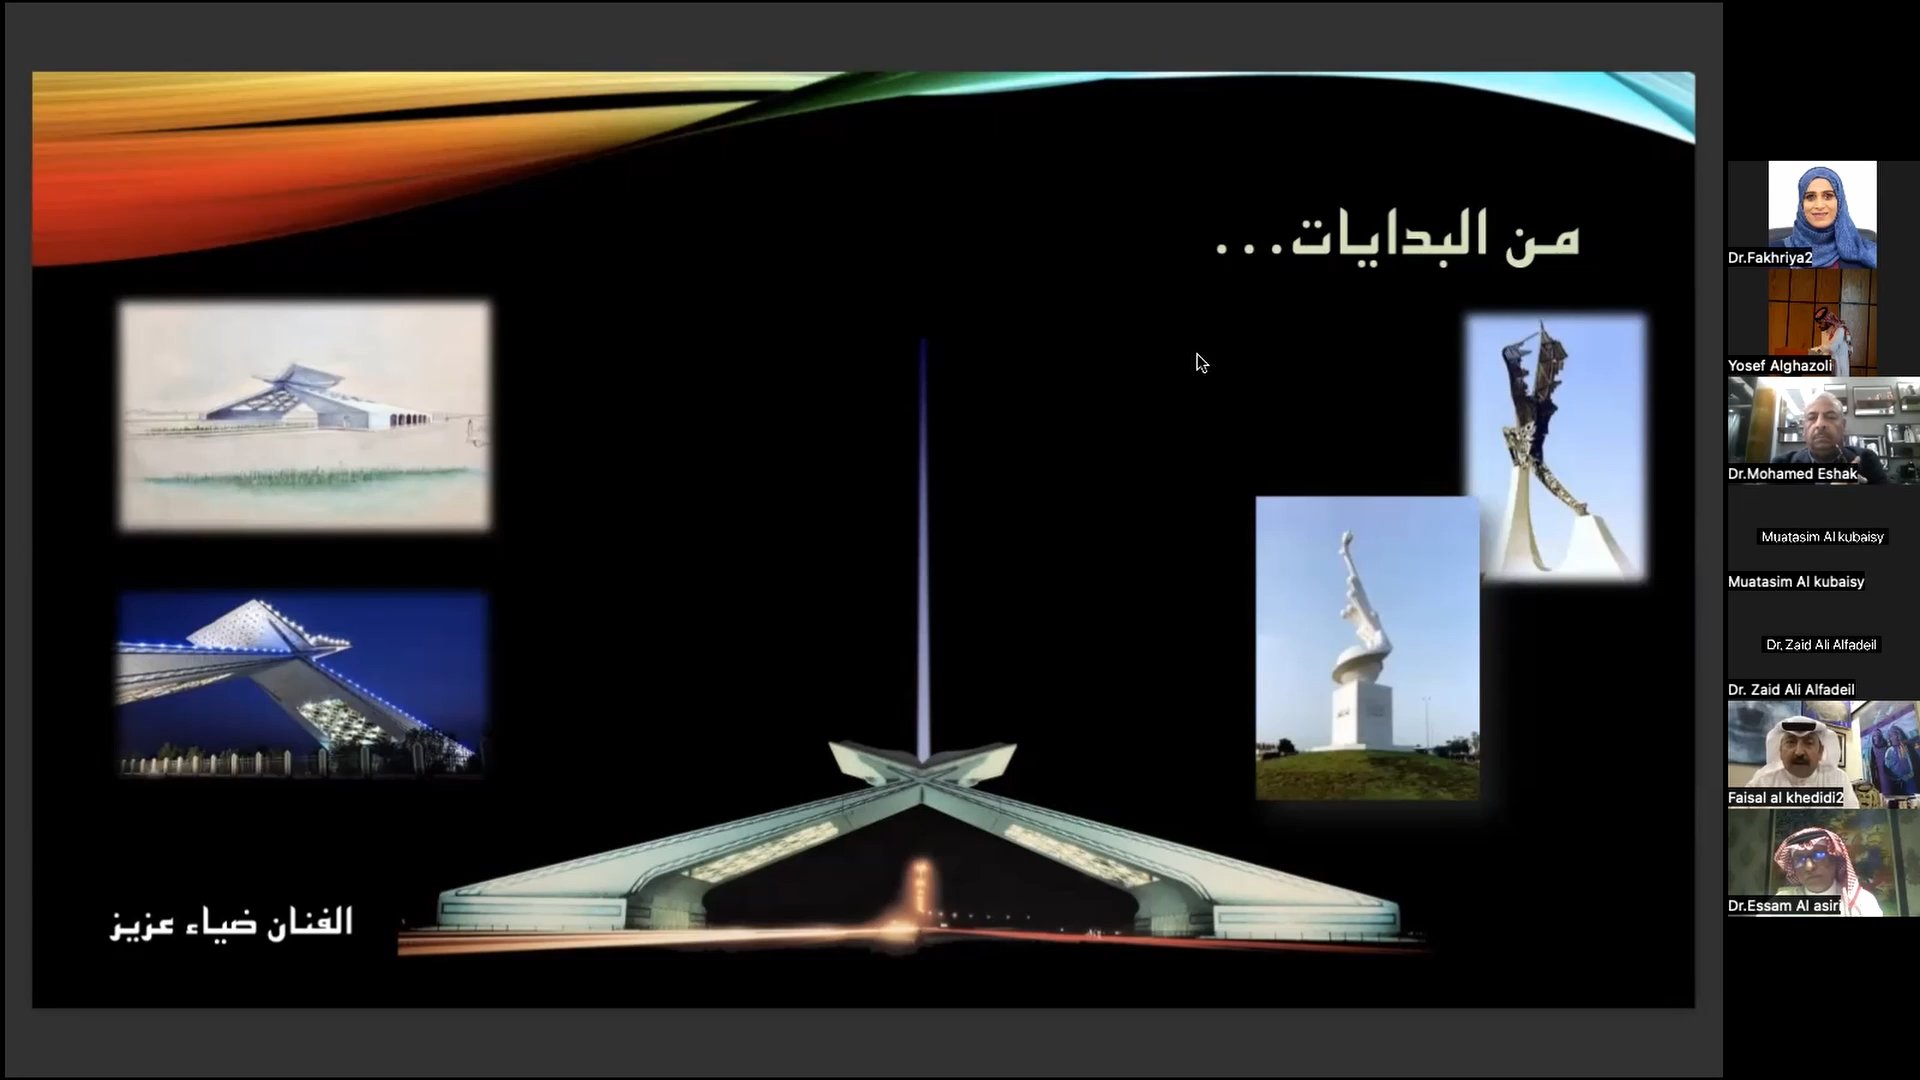 من البدايات...
الفنان ضياء عزيز
Dr.Fakhriya2
Yosef Alghazoli
Dr.Mohamed Eshak
Muatasim Al kubaisy
Muatasim Al kubaisy
Dr. Zaid Ali Alfadeil
Dr. Zaid Ali Alfadeil
Faisal al khedidi2
Dr.Essam Al asiri